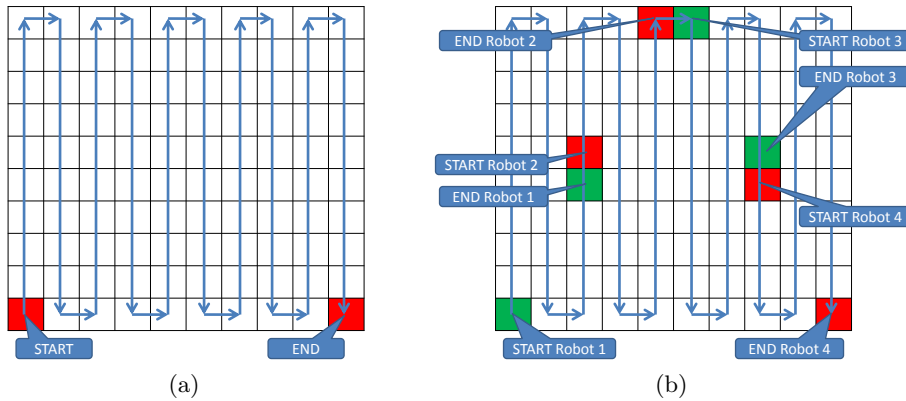 START
END
(a)
END Robot 2
START Robot 3
END Robot 3
START Robot 2
END Robot 1
START Robot 4
START Robot 1
END Robot 4
(b)